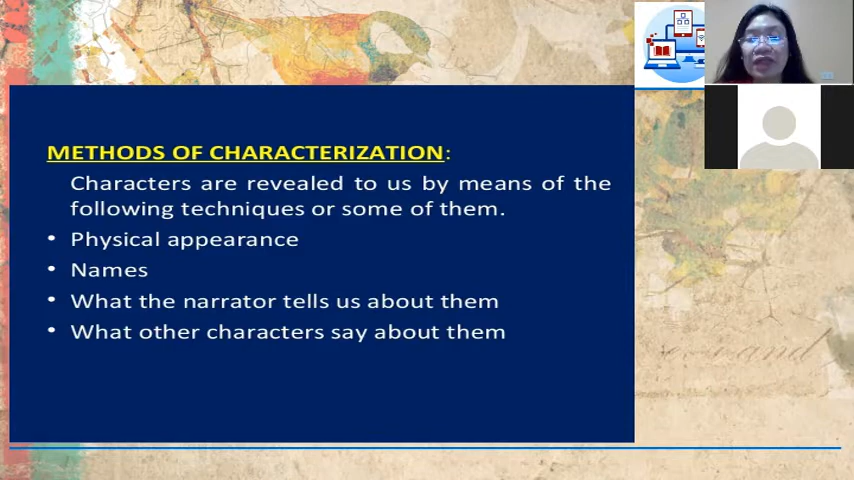 METHODS OF CHARACTERIZATION:
Characters are revealed to us by means of the
following techniques or some of them.
• Physical appearance
• Names
• What the narrator tells us about them
• What other characters say about them
and